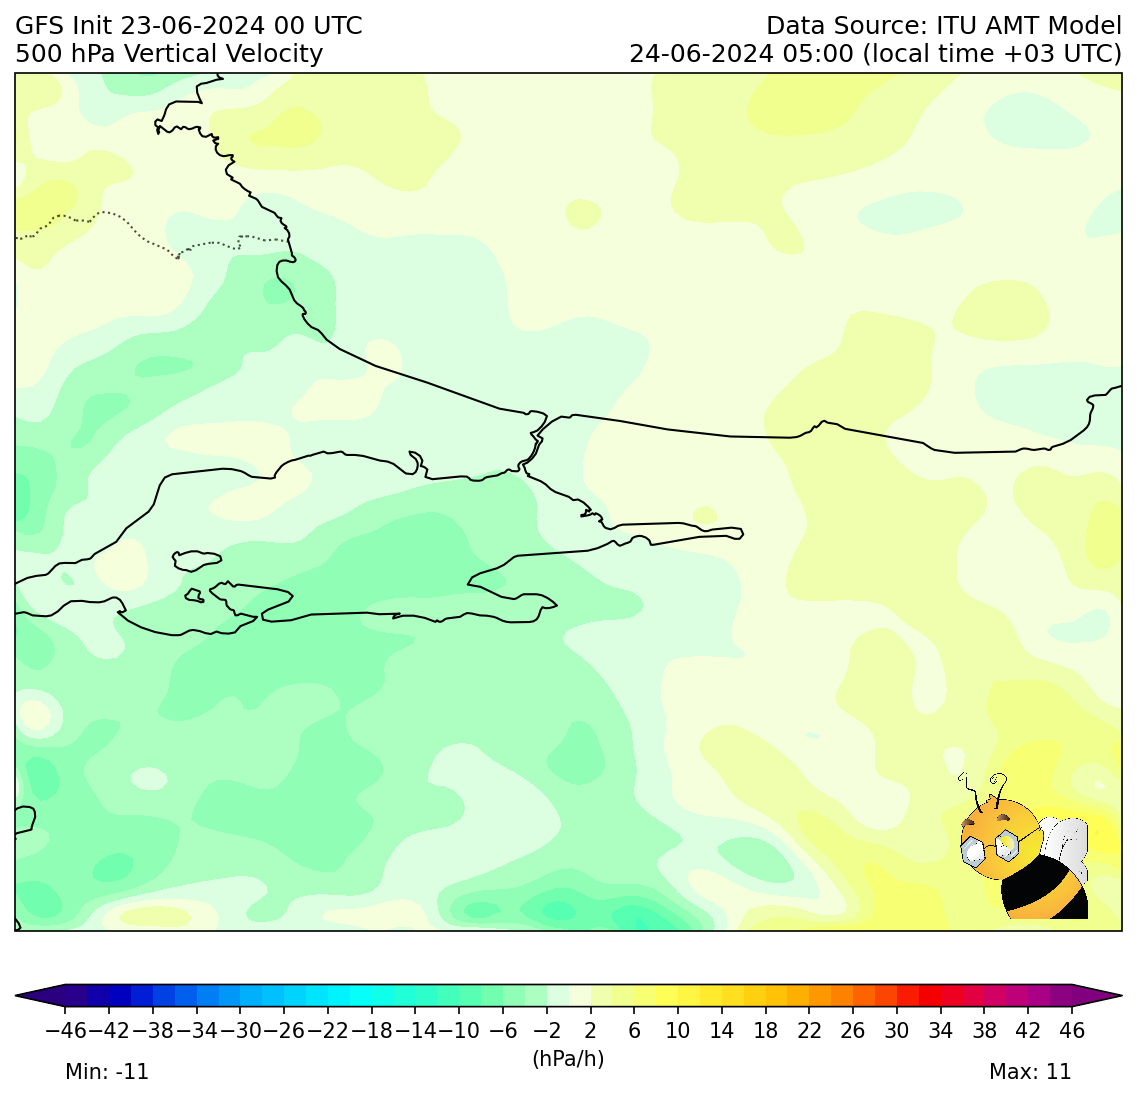 GFS Init 23-06-2024 00 UTC
Data Source: ITU AMT Model
500 hPa Vertical Velocity
24-06-2024 05:00 (local time +03 UTC)
−46 −42 −38 −34 −30 −26 −22 −18 −14 −10 −6 −2 2 6 10 14 18 22 26 30 34 38 42 46
(hPa/h)
Min: -11
Max: 11